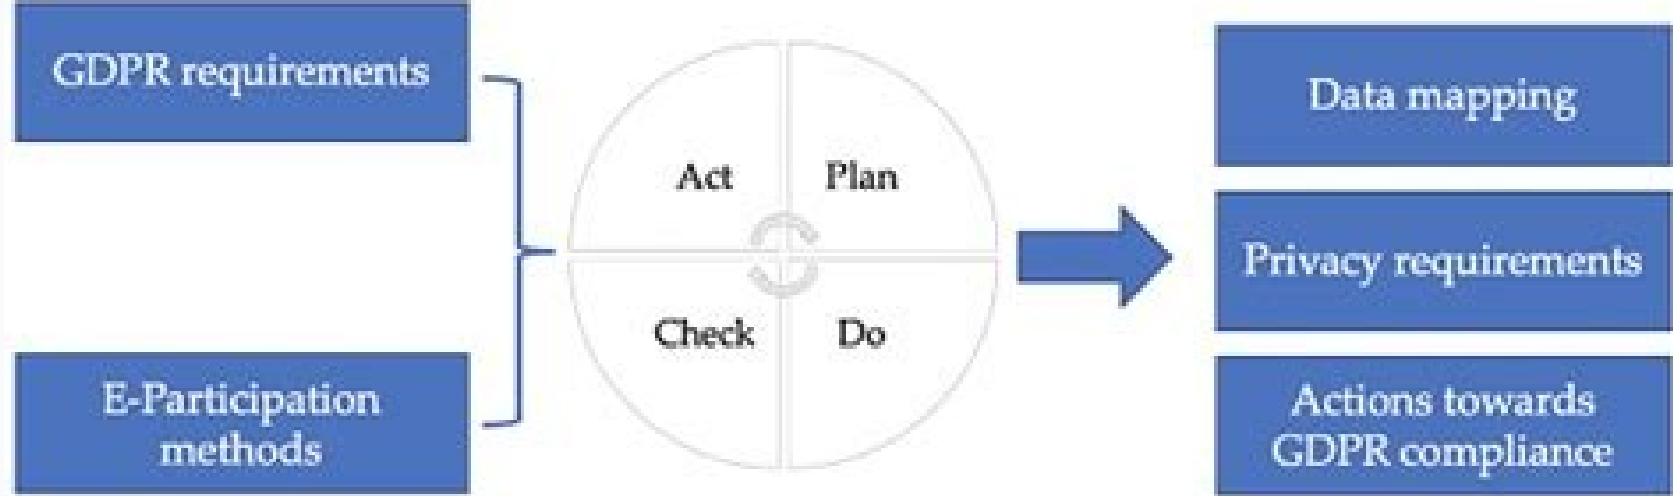 GDPR requirements
E-Participation
methods
Act
Plan
Check
Do
Data mapping
Privacy requirements
Actions towards
GDPR compliance